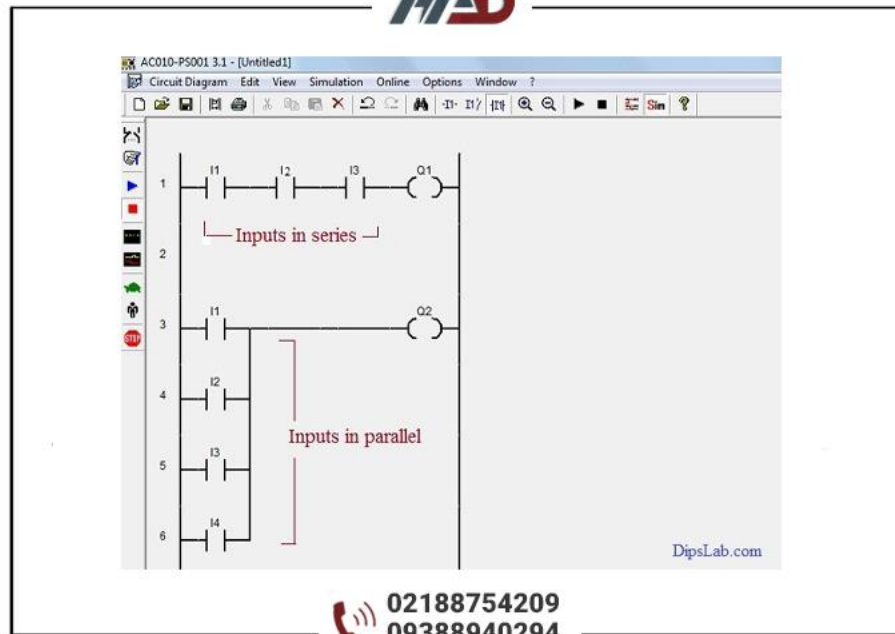 AC010-PS001 3.1 - [Untitled1]
Circuit Diagram Edit View Simulation Online Options Window ?
Sim
1 I1 I2 I3 Q1
Inputs in series
2
3 I1 Q2
4 I2
Inputs in parallel
5 I3
6 I4
STOP
DipsLab.com
02188754209
09388940294